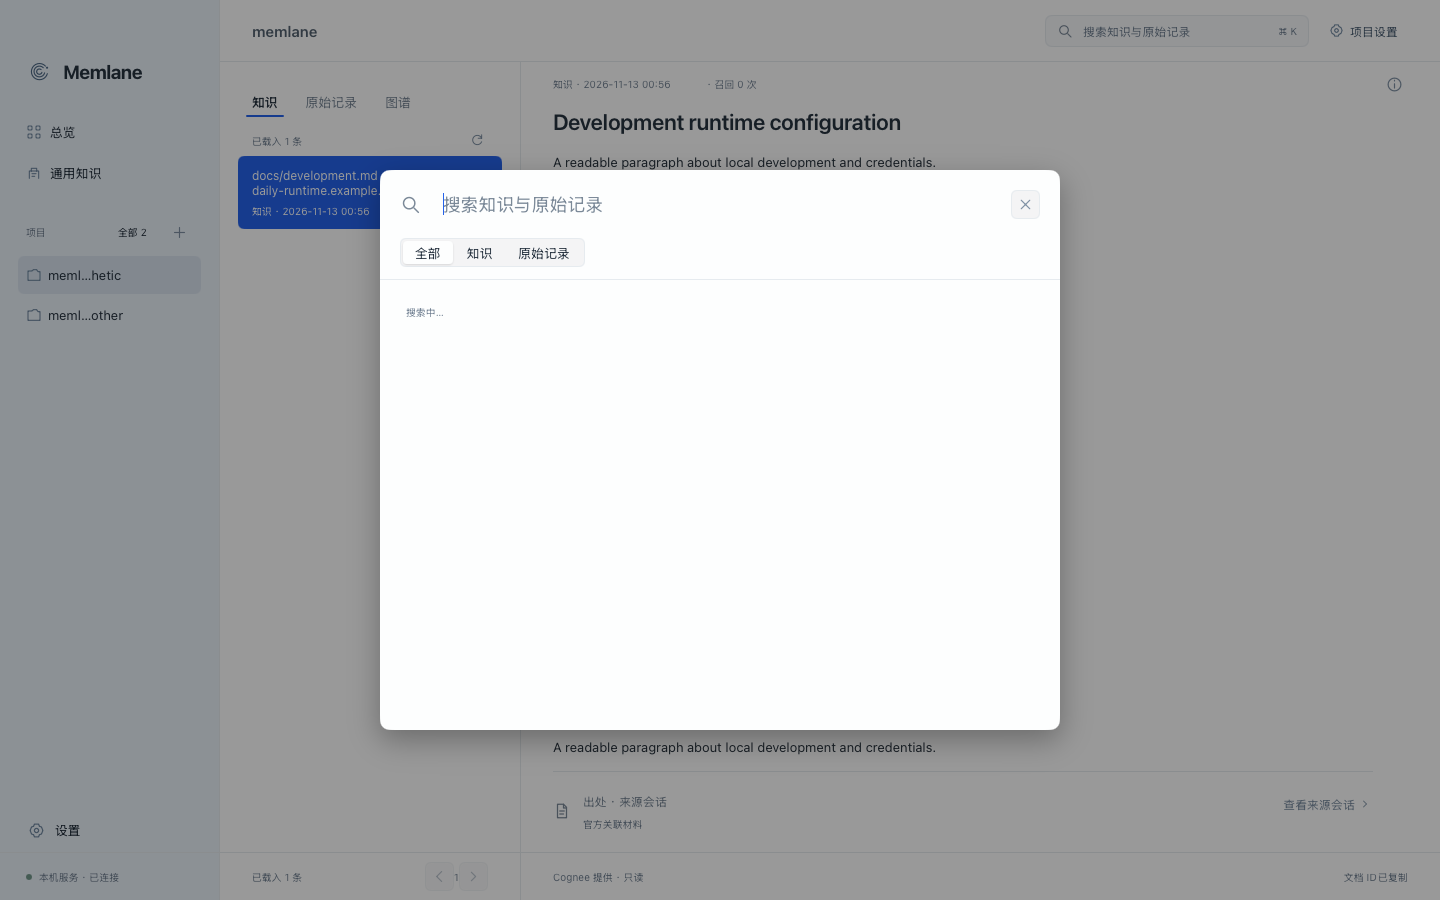 memlane
搜索知识与原始记录
⌘ K
项目设置
Memlane
总览
通用知识
项目
全部 2
meml...hetic
meml...other
设置
本机服务 · 已连接
知识
原始记录
图谱
已载入 1 条
docs/development.md
daily-runtime.example.
知识 · 2026-11-13 00:56
已载入 1 条
1
知识 · 2026-11-13 00:56
· 召回 0 次
Development runtime configuration
A readable paragraph about local development and credentials.
搜索知识与原始记录
全部
知识
原始记录
搜索中...
A readable paragraph about local development and credentials.
出处 · 来源会话
官方关联材料
查看来源会话
Cognee 提供 · 只读
文档 ID已复制